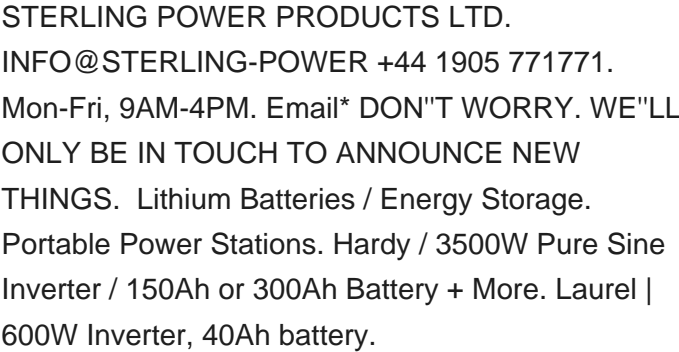 STERLING POWER PRODUCTS LTD.
INFO@STERLING-POWER +44 1905 771771.
Mon-Fri, 9AM-4PM. Email* DON"T WORRY. WE"LL
ONLY BE IN TOUCH TO ANNOUNCE NEW
THINGS.  Lithium Batteries / Energy Storage.
Portable Power Stations. Hardy / 3500W Pure Sine
Inverter / 150Ah or 300Ah Battery + More. Laurel |
600W Inverter, 40Ah battery.